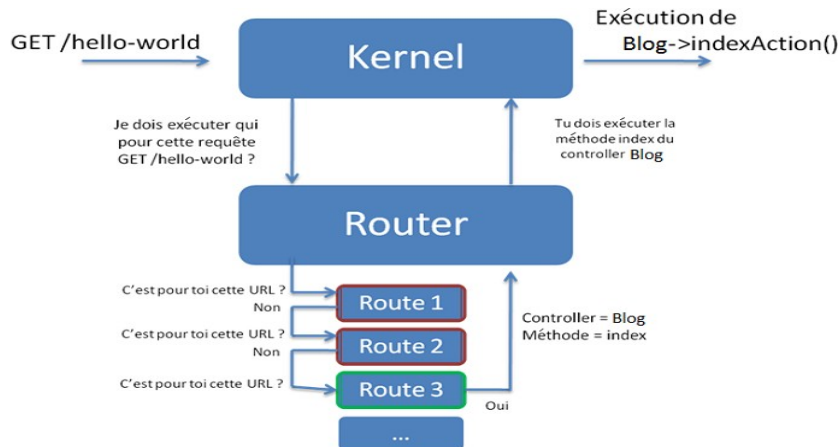 GET /hello-world
Kernel
Exécution de
Blog->indexAction()
Je dois exécuter qui
pour cette requête
GET /hello-world ?
Tu dois exécuter la
méthode index du
controller Blog
Router
C'est pour toi cette URL ?
Route 1
Non
C'est pour toi cette URL ?
Route 2
Non
C'est pour toi cette URL ?
Route 3
Oui
Controller = Blog
Méthode = index
...